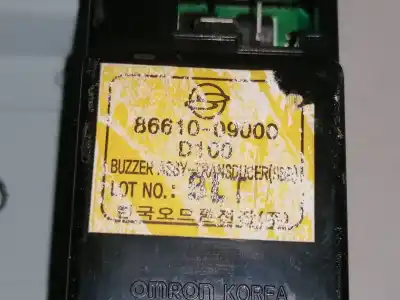 86610-09000
D100
BUZZER ASSY-TRANSDUCER
LOT NO.:
한국오므론전장(주)
OMRON KOREA